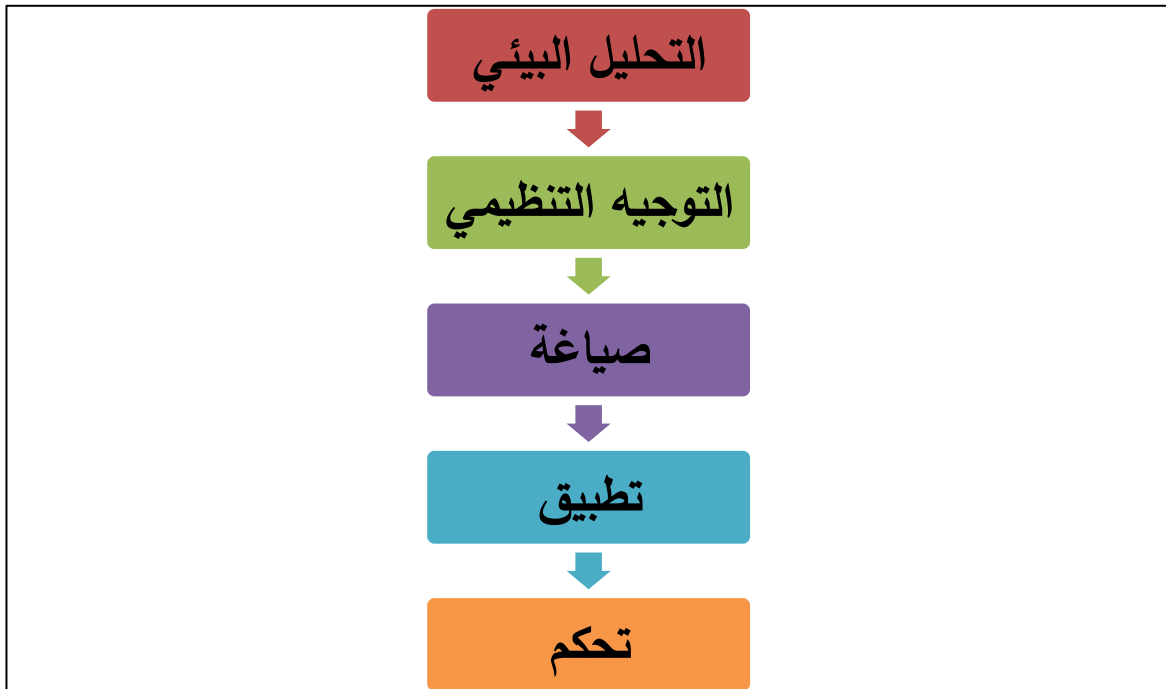 التحليل البيئي
التوجيه التنظيمي
صياغة
تطبيق
تحكم